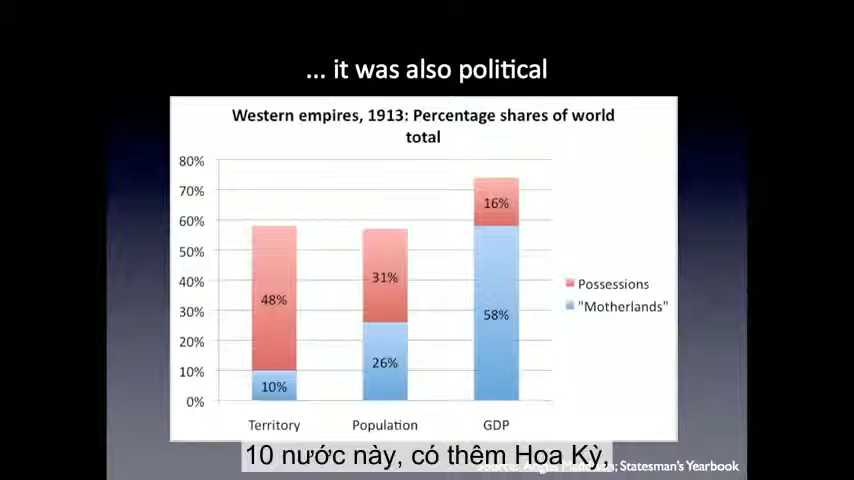 ... it was also political
Western empires, 1913: Percentage shares of world
total
80%
70%
60%
50%
40%
30%
20%
10%
0%
48%
10%
31%
26%
16%
58%
Possessions
"Motherlands"
Territory
Population
GDP
10 nước này, có thêm Hoa Kỳ,
Statesman's Yearbook